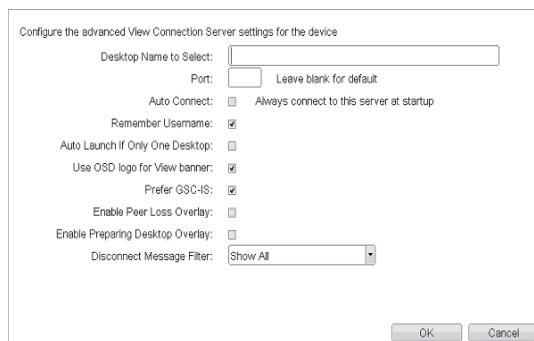 Configure the advanced View Connection Server settings for the device
Desktop Name to Select:
Port: Leave blank for default
Auto Connect: Always connect to this server at startup
Remember Username:
Auto Launch If Only One Desktop:
Use OSD logo for View banner:
Prefer GSC-IS:
Enable Peer Loss Overlay:
Enable Preparing Desktop Overlay:
Disconnect Message Filter: Show All
OK Cancel